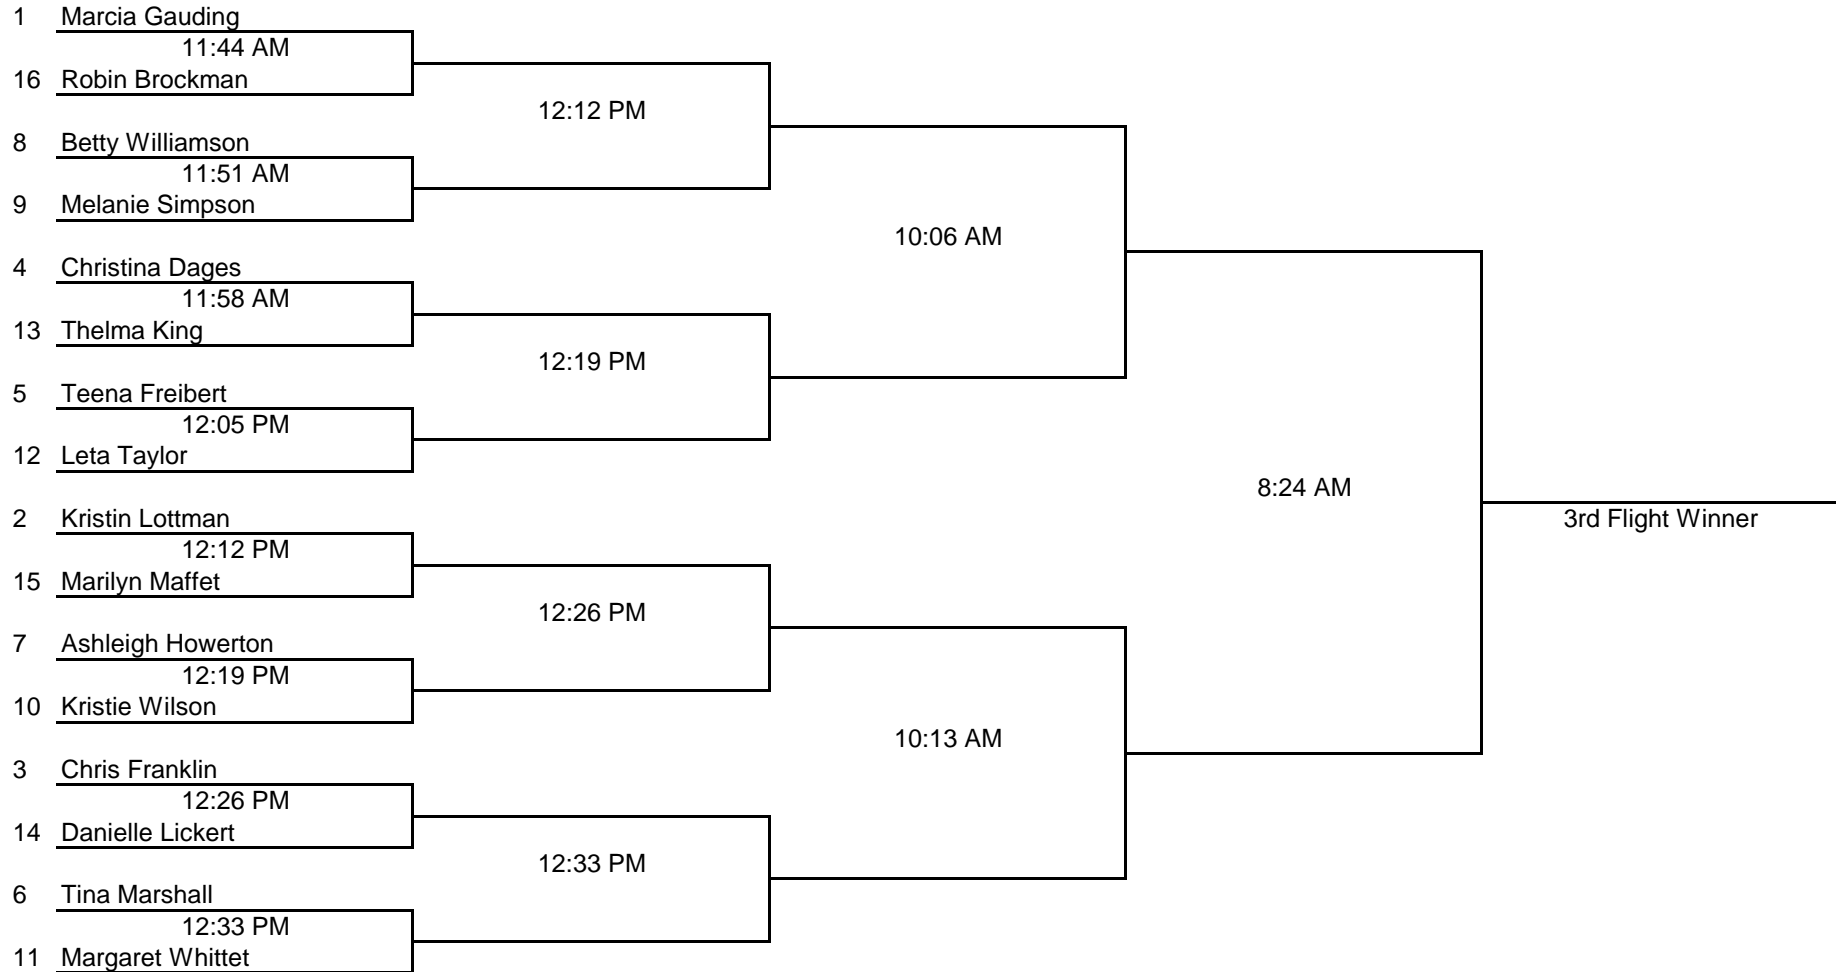 1 Marcia Gauding
11:44 AM
16 Robin Brockman
12:12 PM
8 Betty Williamson
11:51 AM
9 Melanie Simpson
10:06 AM
4 Christina Dages
11:58 AM
13 Thelma King
12:19 PM
5 Teena Freibert
12:05 PM
12 Leta Taylor
8:24 AM
2 Kristin Lottman
3rd Flight Winner
12:12 PM
15 Marilyn Maffet
12:26 PM
7 Ashleigh Howerton
12:19 PM
10 Kristie Wilson
10:13 AM
3 Chris Franklin
12:26 PM
14 Danielle Lickert
12:33 PM
6 Tina Marshall
12:33 PM
11 Margaret Whittet